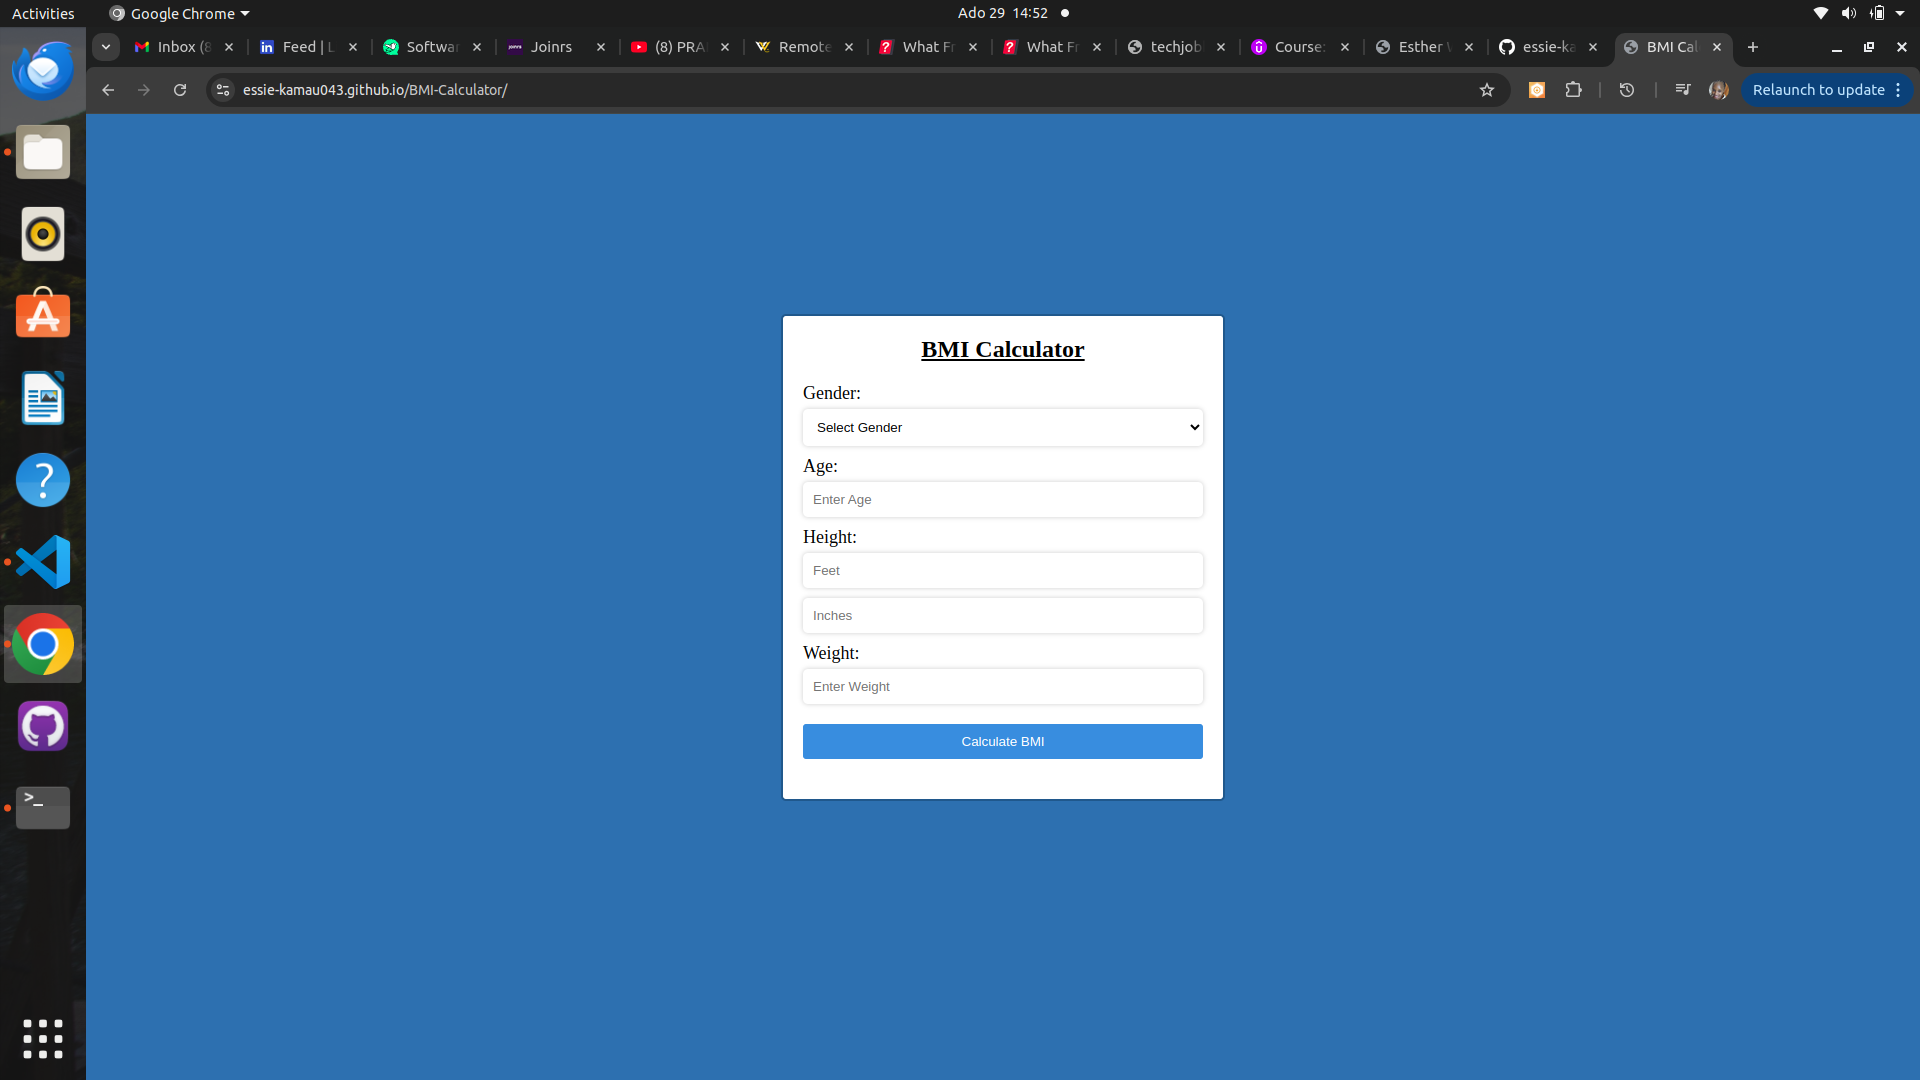 Activities
Google Chrome
Ado 29 14:52
Inbox (8
Feed | L
Softwar
Joinrs
(8) PRA
Remote
What Fr
What Fr
techjob
Course:
Esther
essie-ka
BMI Cal
essie-kamau043.github.io/BMI-Calculator/
Relaunch to update
BMI Calculator
Gender:
Select Gender
Age:
Enter Age
Height:
Feet
Inches
Weight:
Enter Weight
Calculate BMI